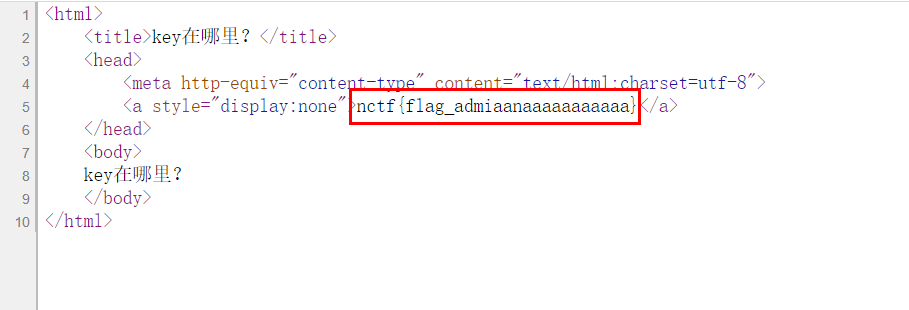 1 <html>
2 <title>key在哪里？</title>
3 <head>
4 <meta http-equiv="content-type" content="text/html;charset=utf-8">
5 <a style="display:none">nctf{flag_admiaanaaaaaaaaaaa}</a>
6 </head>
7 <body>
8 key在哪里？
9 </body>
10 </html>